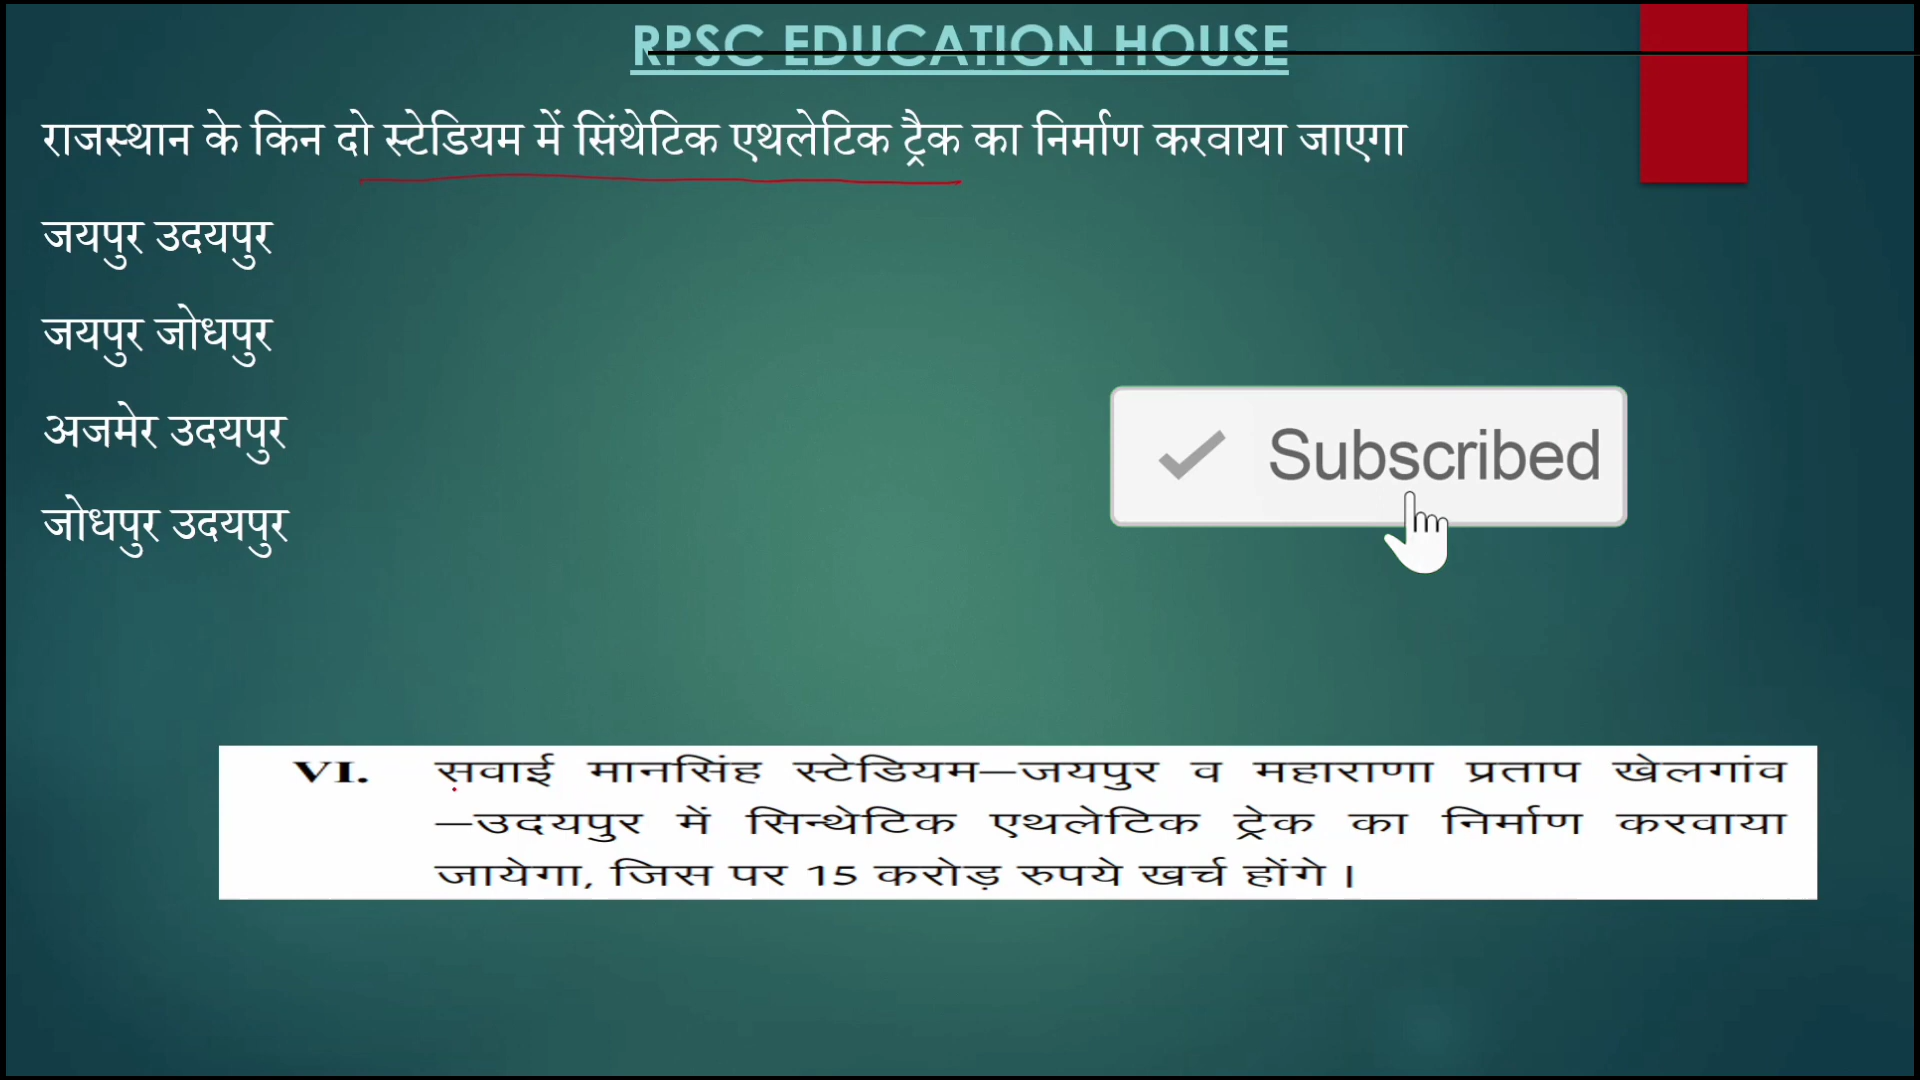 RPSC EDUCATION HOUSE
राजस्थान के किन दो स्टेडियम में सिंथेटिक एथलेटिक ट्रैक का निर्माण करवाया जाएगा
जयपुर उदयपुर
जयपुर जोधपुर
अजमेर उदयपुर
जोधपुर उदयपुर
Subscribed
VI. सवाई मानसिंह स्टेडियम–जयपुर व महाराणा प्रताप खेलगांव
–उदयपुर में सिन्थेटिक एथलेटिक ट्रेक का निर्माण करवाया
जायेगा, जिस पर 15 करोड़ रुपये खर्च होंगे।